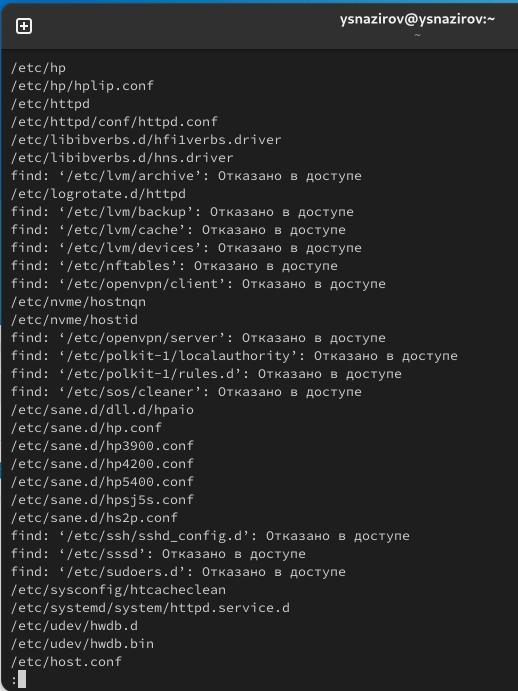 ysnazirov@ysnazirov:~
~
/etc/hp
/etc/hp/hplip.conf
/etc/httpd
/etc/httpd/conf/httpd.conf
/etc/libibverbs.d/hfi1verbs.driver
/etc/libibverbs.d/hns.driver
find: ‘/etc/lvm/archive’: Отказано в доступе
/etc/logrotate.d/httpd
find: ‘/etc/lvm/backup’: Отказано в доступе
find: ‘/etc/lvm/cache’: Отказано в доступе
find: ‘/etc/lvm/devices’: Отказано в доступе
find: ‘/etc/nftables’: Отказано в доступе
find: ‘/etc/openvpn/client’: Отказано в доступе
/etc/nvme/hostnqn
/etc/nvme/hostid
find: ‘/etc/openvpn/server’: Отказано в доступе
find: ‘/etc/polkit-1/localauthority’: Отказано в доступе
find: ‘/etc/polkit-1/rules.d’: Отказано в доступе
find: ‘/etc/sos/cleaner’: Отказано в доступе
/etc/sane.d/dll.d/hpaio
/etc/sane.d/hp.conf
/etc/sane.d/hp3900.conf
/etc/sane.d/hp4200.conf
/etc/sane.d/hp5400.conf
/etc/sane.d/hpsj5s.conf
/etc/sane.d/hs2p.conf
find: ‘/etc/ssh/sshd_config.d’: Отказано в доступе
find: ‘/etc/sssd’: Отказано в доступе
find: ‘/etc/sudoers.d’: Отказано в доступе
/etc/sysconfig/htcacheclean
/etc/systemd/system/httpd.service.d
/etc/udev/hwdb.d
/etc/udev/hwdb.bin
/etc/host.conf
: